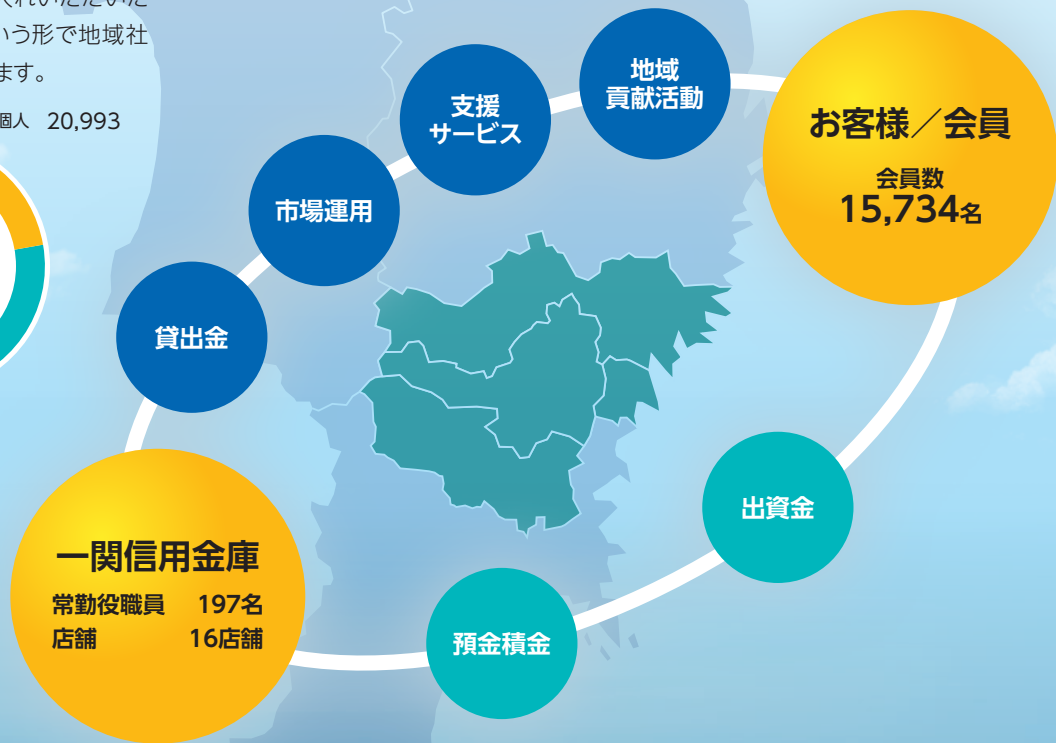 いう形で地域社
ます。
個人 20,993
地域
貢献活動
支援
サービス
市場運用
貸出金
お客様／会員
会員数
15,734名
一関信用金庫
常勤役職員 197名
店舗 16店舗
出資金
預金積金